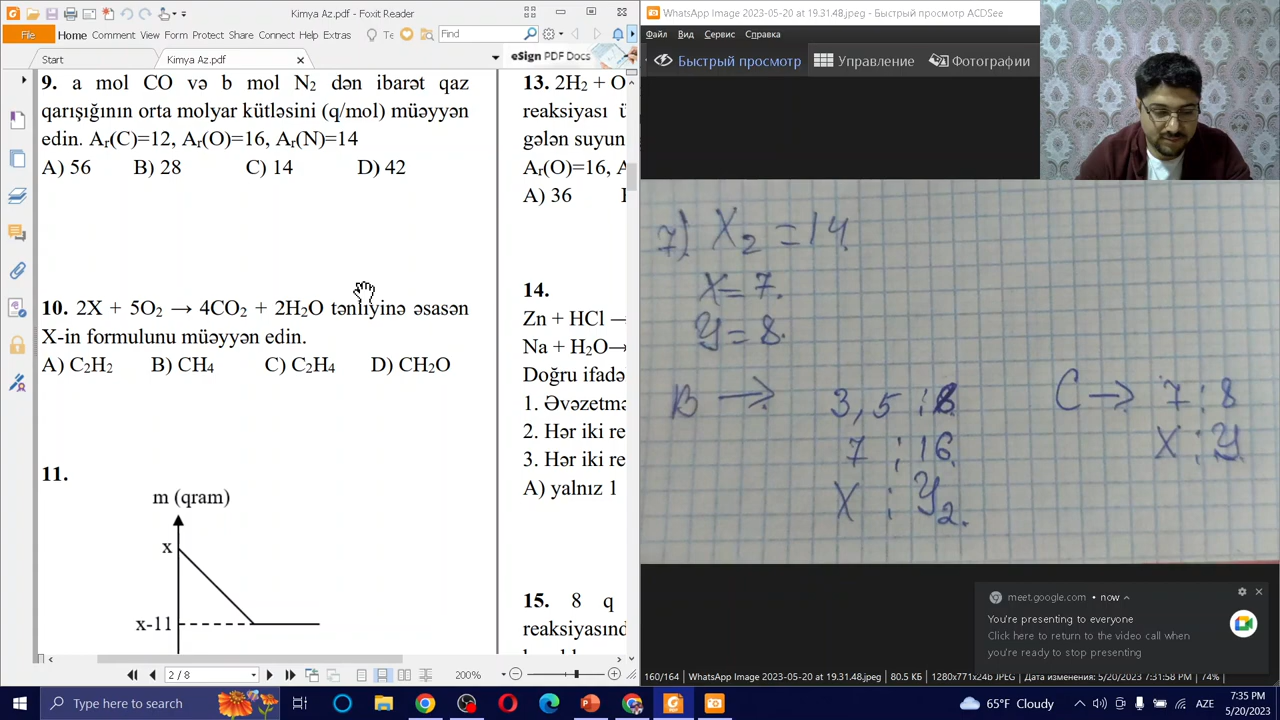 Kimya Az.pdf - Foxit Reader
File Home Comment View Form Protect Share Connect Help Extras
Find
Start
Kimya Az.pdf
eSign PDF Docs
9. a mol CO və b mol N₂ dən ibarət qaz
qarışığının orta molyar kütləsini (q/mol) müəyyən
edin. Aᵣ(C)=12, Aᵣ(O)=16, Aᵣ(N)=14
A) 56 B) 28 C) 14 D) 42
10. 2X + 5O₂ → 4CO₂ + 2H₂O tənliyinə əsasən
X-in formulunu müəyyən edin.
A) C₂H₂ B) CH₄ C) C₂H₄ D) CH₂O
11.
m (qram)
x
x-11
13. 2H₂ + O
reaksiyası
gələn suyun
Aᵣ(O)=16, A
A) 36
14.
Zn + HCl
Na + H₂O→
Doğru ifadə
1. Əvəzetmə
2. Hər iki re
3. Hər iki re
A) yalnız 1
15. 8 q
reaksiyasınd
2 / 8
200%
WhatsApp Image 2023-05-20 at 19.31.48.jpeg - Быстрый просмотр ACDSee
Файл Вид Сервис Справка
Быстрый просмотр Управление Фотографии
7) X₂ = 14.
X = 7.
Y = 8.
B → 3,5 : 8
7 : 16.
X : Y₂.
C → 7 : 8
X : Y.
meet.google.com • now
You're presenting to everyone
Click here to return to the video call when
you're ready to stop presenting
160/164 WhatsApp Image 2023-05-20 at 19.31.48.jpeg 80.5 КБ 1280x771x24b JPEG Дата изменения: 5/20/2023 7:31:58 PM 74%
Type here to search
65°F Cloudy
AZE
7:35 PM
5/20/2023